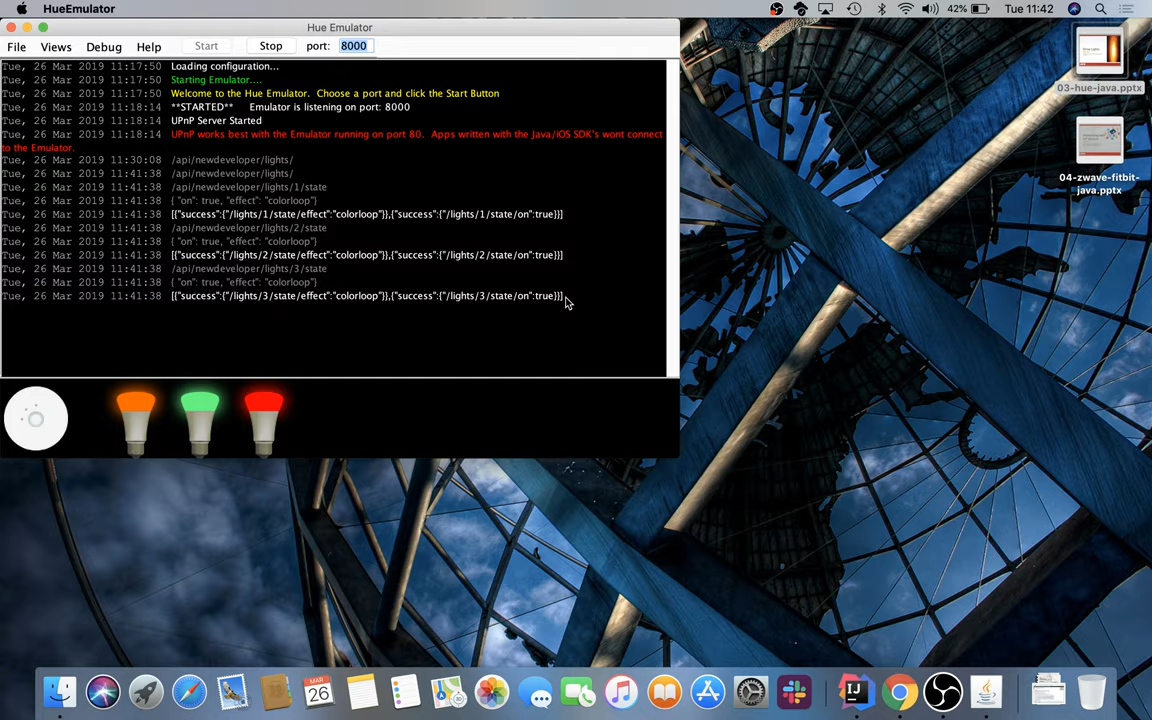 HueEmulator
42%
Tue 11:42
Hue Emulator
File Views Debug Help Start Stop port: 8000
Tue, 26 Mar 2019 11:17:50 Loading configuration...
Tue, 26 Mar 2019 11:17:50 Starting Emulator....
Tue, 26 Mar 2019 11:17:50 Welcome to the Hue Emulator. Choose a port and click the Start Button
Tue, 26 Mar 2019 11:18:14 **STARTED** Emulator is listening on port: 8000
Tue, 26 Mar 2019 11:18:14 UPnP Server Started
Tue, 26 Mar 2019 11:18:14 UPnP works best with the Emulator running on port 80. Apps written with the Java/iOS SDK's wont connect
to the Emulator.
Tue, 26 Mar 2019 11:30:08 /api/newdeveloper/lights/
Tue, 26 Mar 2019 11:41:38 /api/newdeveloper/lights/
Tue, 26 Mar 2019 11:41:38 /api/newdeveloper/lights/1/state
Tue, 26 Mar 2019 11:41:38 { "on": true, "effect": "colorloop"}
Tue, 26 Mar 2019 11:41:38 [{"success":{"/lights/1/state/effect":"colorloop"}},{"success":{"/lights/1/state/on":true}}]
Tue, 26 Mar 2019 11:41:38 /api/newdeveloper/lights/2/state
Tue, 26 Mar 2019 11:41:38 { "on": true, "effect": "colorloop"}
Tue, 26 Mar 2019 11:41:38 [{"success":{"/lights/2/state/effect":"colorloop"}},{"success":{"/lights/2/state/on":true}}]
Tue, 26 Mar 2019 11:41:38 /api/newdeveloper/lights/3/state
Tue, 26 Mar 2019 11:41:38 { "on": true, "effect": "colorloop"}
Tue, 26 Mar 2019 11:41:38 [{"success":{"/lights/3/state/effect":"colorloop"}},{"success":{"/lights/3/state/on":true}}]
03-hue-java.pptx
04-zwave-fitbit-
java.pptx
MAR
26
IJ